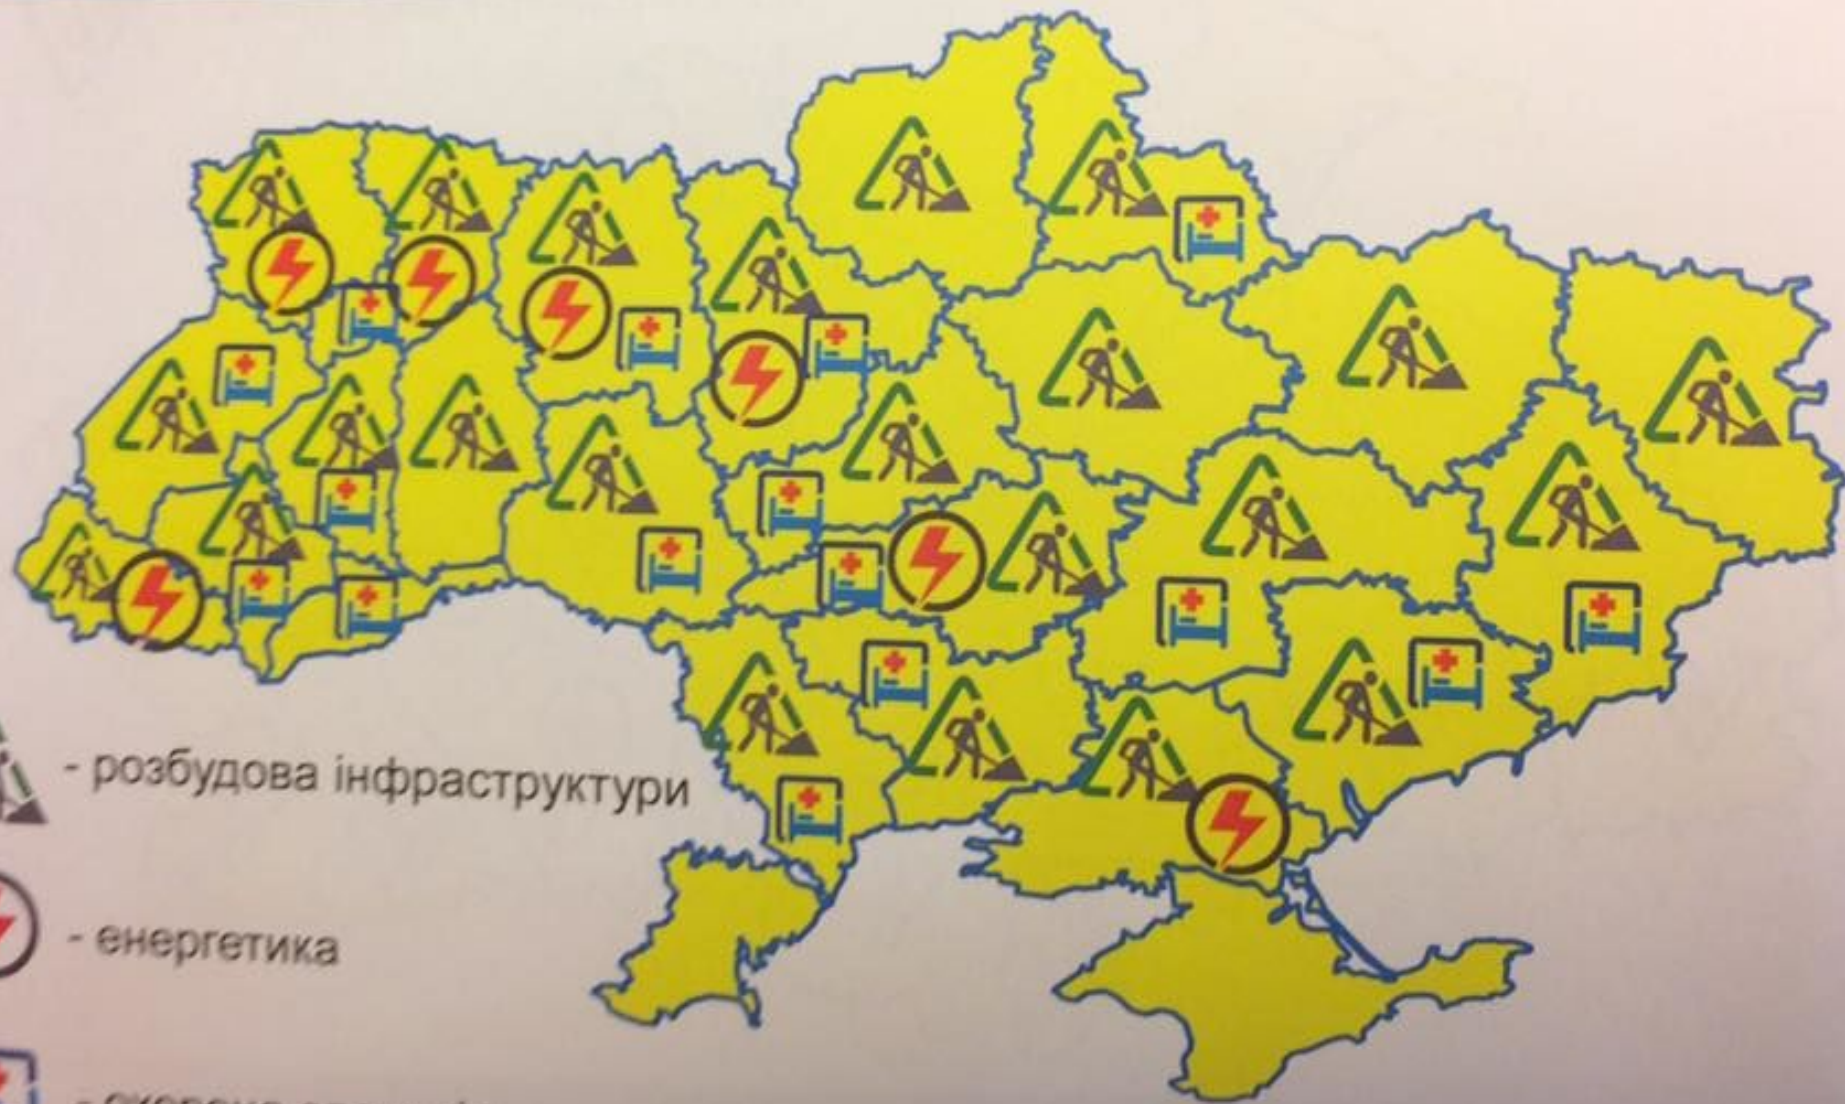 - розбудова інфраструктури
- енергетика